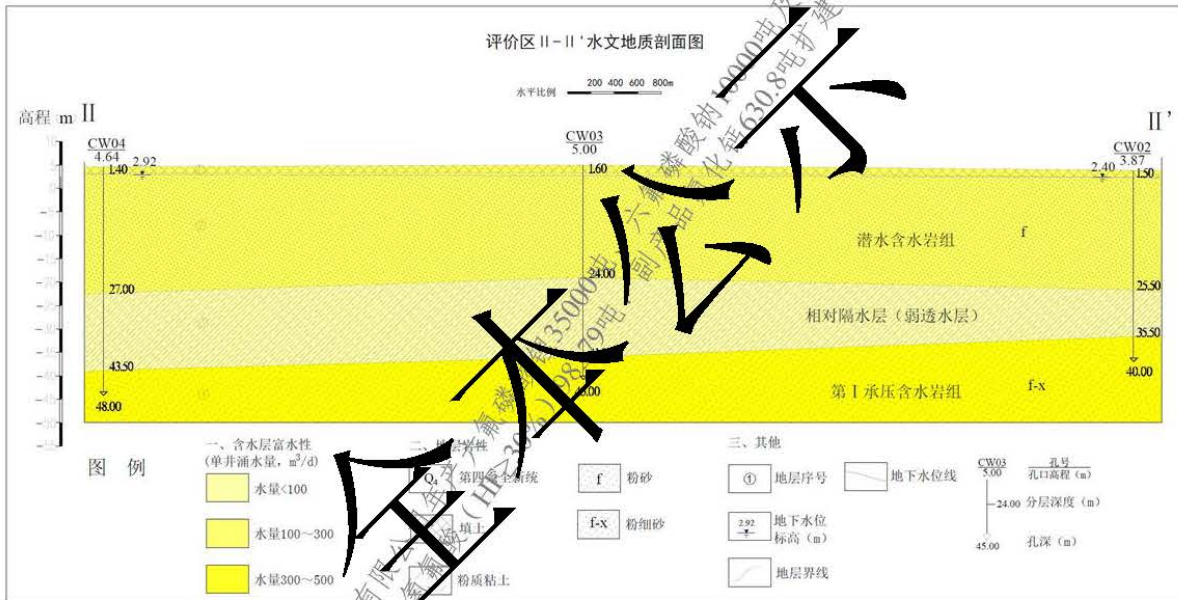 评价区II-II'水文地质剖面图
水平比例 200 400 600 800m
高程 m II
II'
CW04
4.64
2.92
1.40
CW03
5.00
1.60
CW02
3.87
2.40
1.50
潜水含水岩组 f
24.00
27.00
25.50
相对隔水层（弱透水层）
35.50
43.50
40.00
第I承压含水岩组 f-x
48.00
图 例
一、含水层富水性
(单井涌水量, m³/d)
水量<100
水量100～300
水量300～500
Q₄
填土
粉质粘土
f 粉砂
f-x 粉细砂
三、其他
① 地层序号
地下水位线
2.92 地下水位
标高（m）
地层界线
CW03 孔号
5.00 孔口高程（m）
24.00 分层深度（m）
45.00 孔深（m）
全本公示